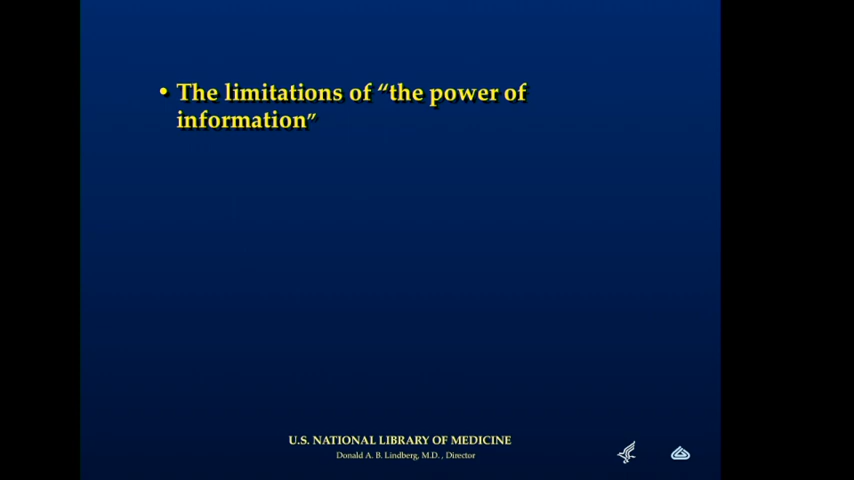 • The limitations of “the power of
information”
U.S. NATIONAL LIBRARY OF MEDICINE
Donald A. B. Lindberg, M.D. , Director